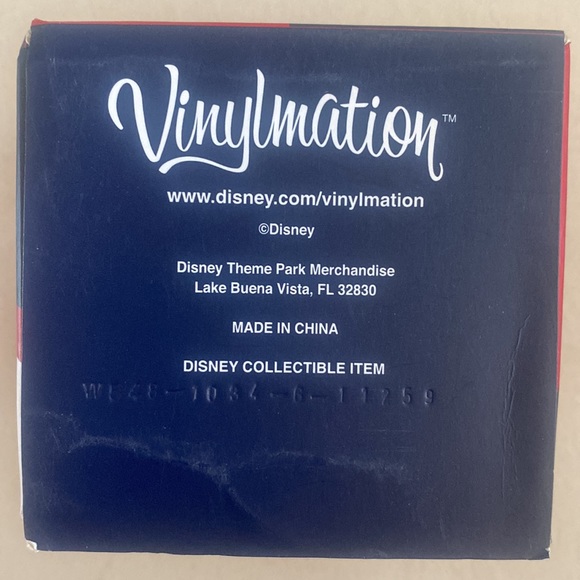 Vinylmation™
www.disney.com/vinylmation
©Disney
Disney Theme Park Merchandise
Lake Buena Vista, FL 32830
MADE IN CHINA
DISNEY COLLECTIBLE ITEM